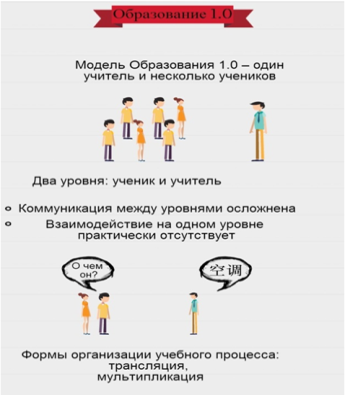 Образование 1.0
Модель Образования 1.0 – один
учитель и несколько учеников
Два уровня: ученик и учитель
Коммуникация между уровнями осложнена
Взаимодействие на одном уровне
практически отсутствует
О чем
он?
空调
Формы организации учебного процесса:
трансляция,
мультипликация